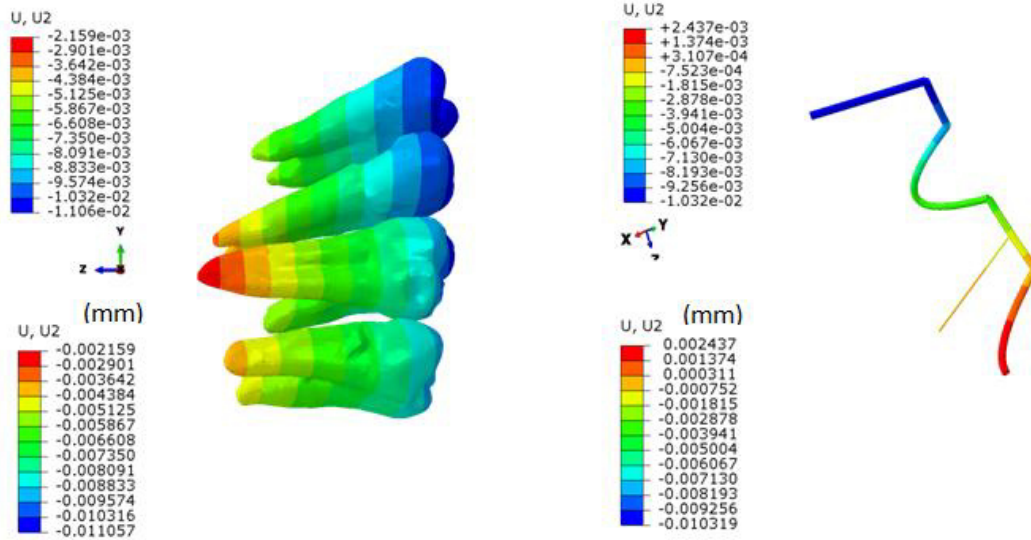 U, U2
-2.159e-03
-2.901e-03
-3.642e-03
-4.384e-03
-5.125e-03
-5.867e-03
-6.608e-03
-7.350e-03
-8.091e-03
-8.833e-03
-9.574e-03
-1.032e-02
-1.106e-02
Y
Z
X
(mm)
U, U2
-0.002159
-0.002901
-0.003642
-0.004384
-0.005125
-0.005867
-0.006608
-0.007350
-0.008091
-0.008833
-0.009574
-0.010316
-0.011057
U, U2
+2.437e-03
+1.374e-03
+3.107e-04
-7.523e-04
-1.815e-03
-2.878e-03
-3.941e-03
-5.004e-03
-6.067e-03
-7.130e-03
-8.193e-03
-9.256e-03
-1.032e-02
X
Y
(mm)
U, U2
0.002437
0.001374
0.000311
-0.000752
-0.001815
-0.002878
-0.003941
-0.005004
-0.006067
-0.007130
-0.008193
-0.009256
-0.010319